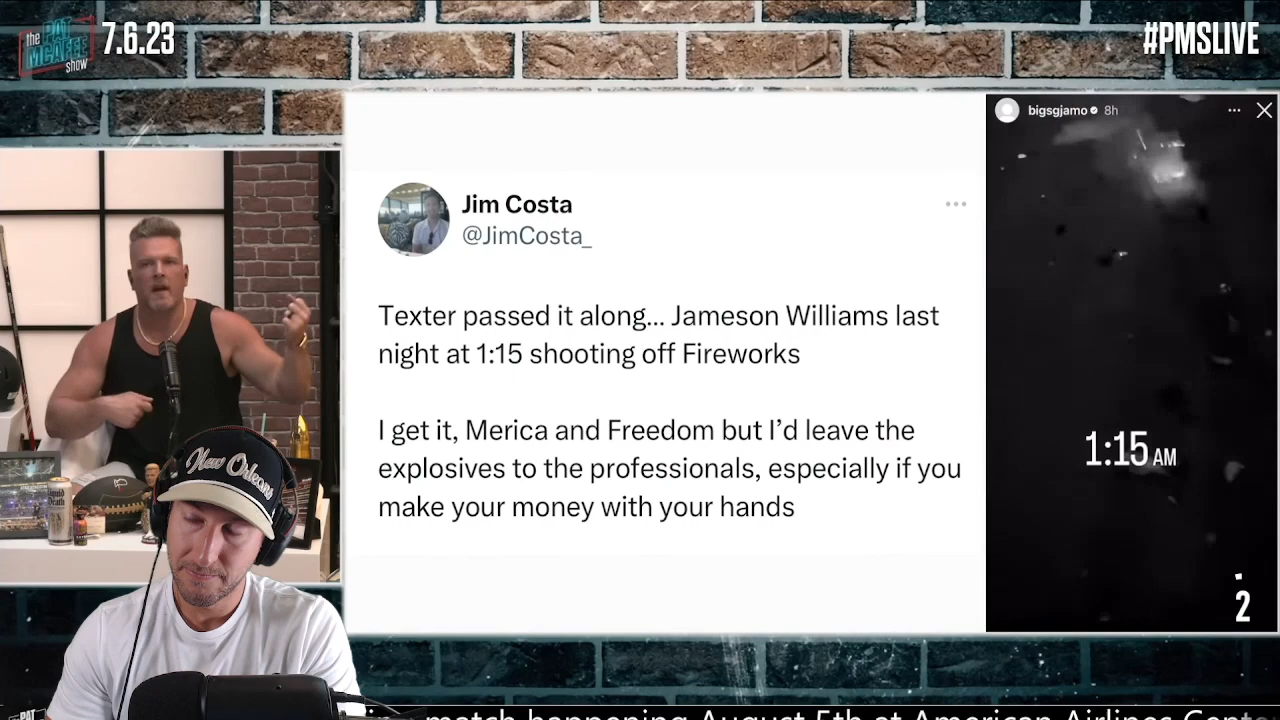 the PAT MCAFEE show
7.6.23
#PMSLIVE
Jim Costa
@JimCosta_
Texter passed it along... Jameson Williams last
night at 1:15 shooting off Fireworks
I get it, Merica and Freedom but I'd leave the
explosives to the professionals, especially if you
make your money with your hands
bigsgjamo 8h
1:15 AM
2
New Orleans
Liquid Death
match happening August 5th at American Airlines